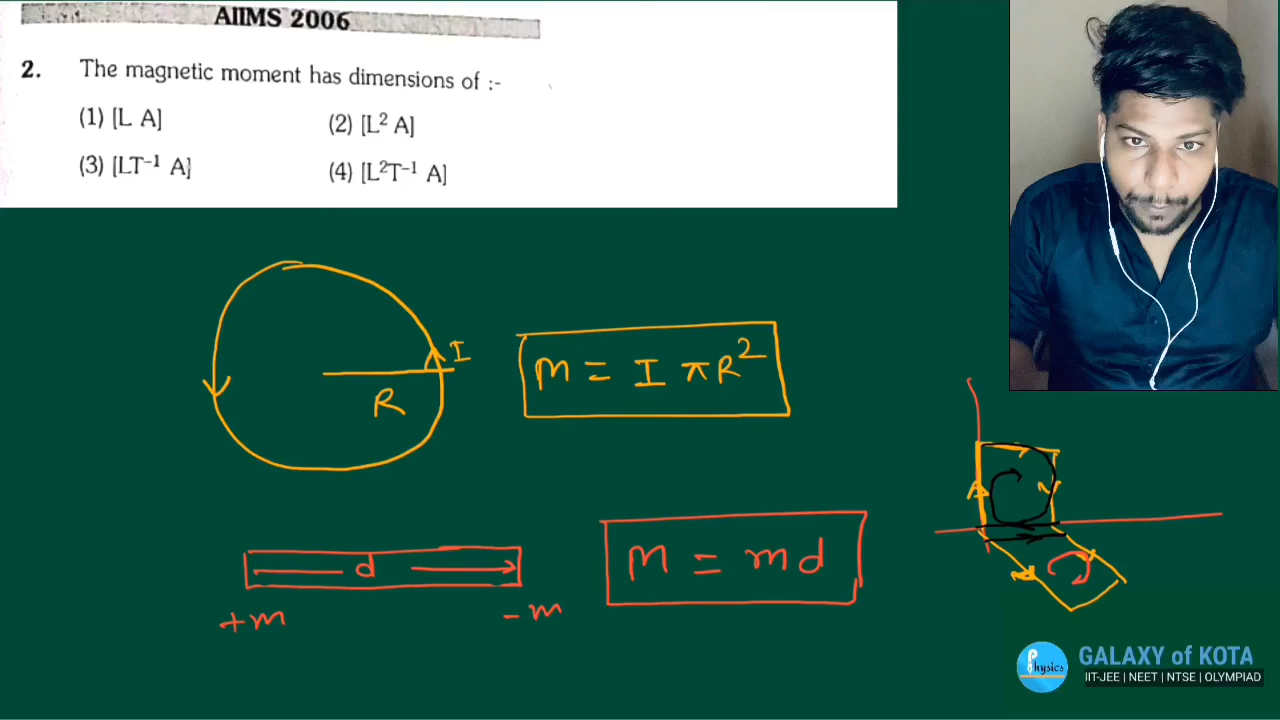 AIIMS 2006
2. The magnetic moment has dimensions of :-
(1) [L A] (2) [L² A]
(3) [LT⁻¹ A] (4) [L²T⁻¹ A]
I
R
M = I πR²
d
+m -m
M = md
Physics
GALAXY of KOTA
IIT-JEE | NEET | NTSE | OLYMPIAD